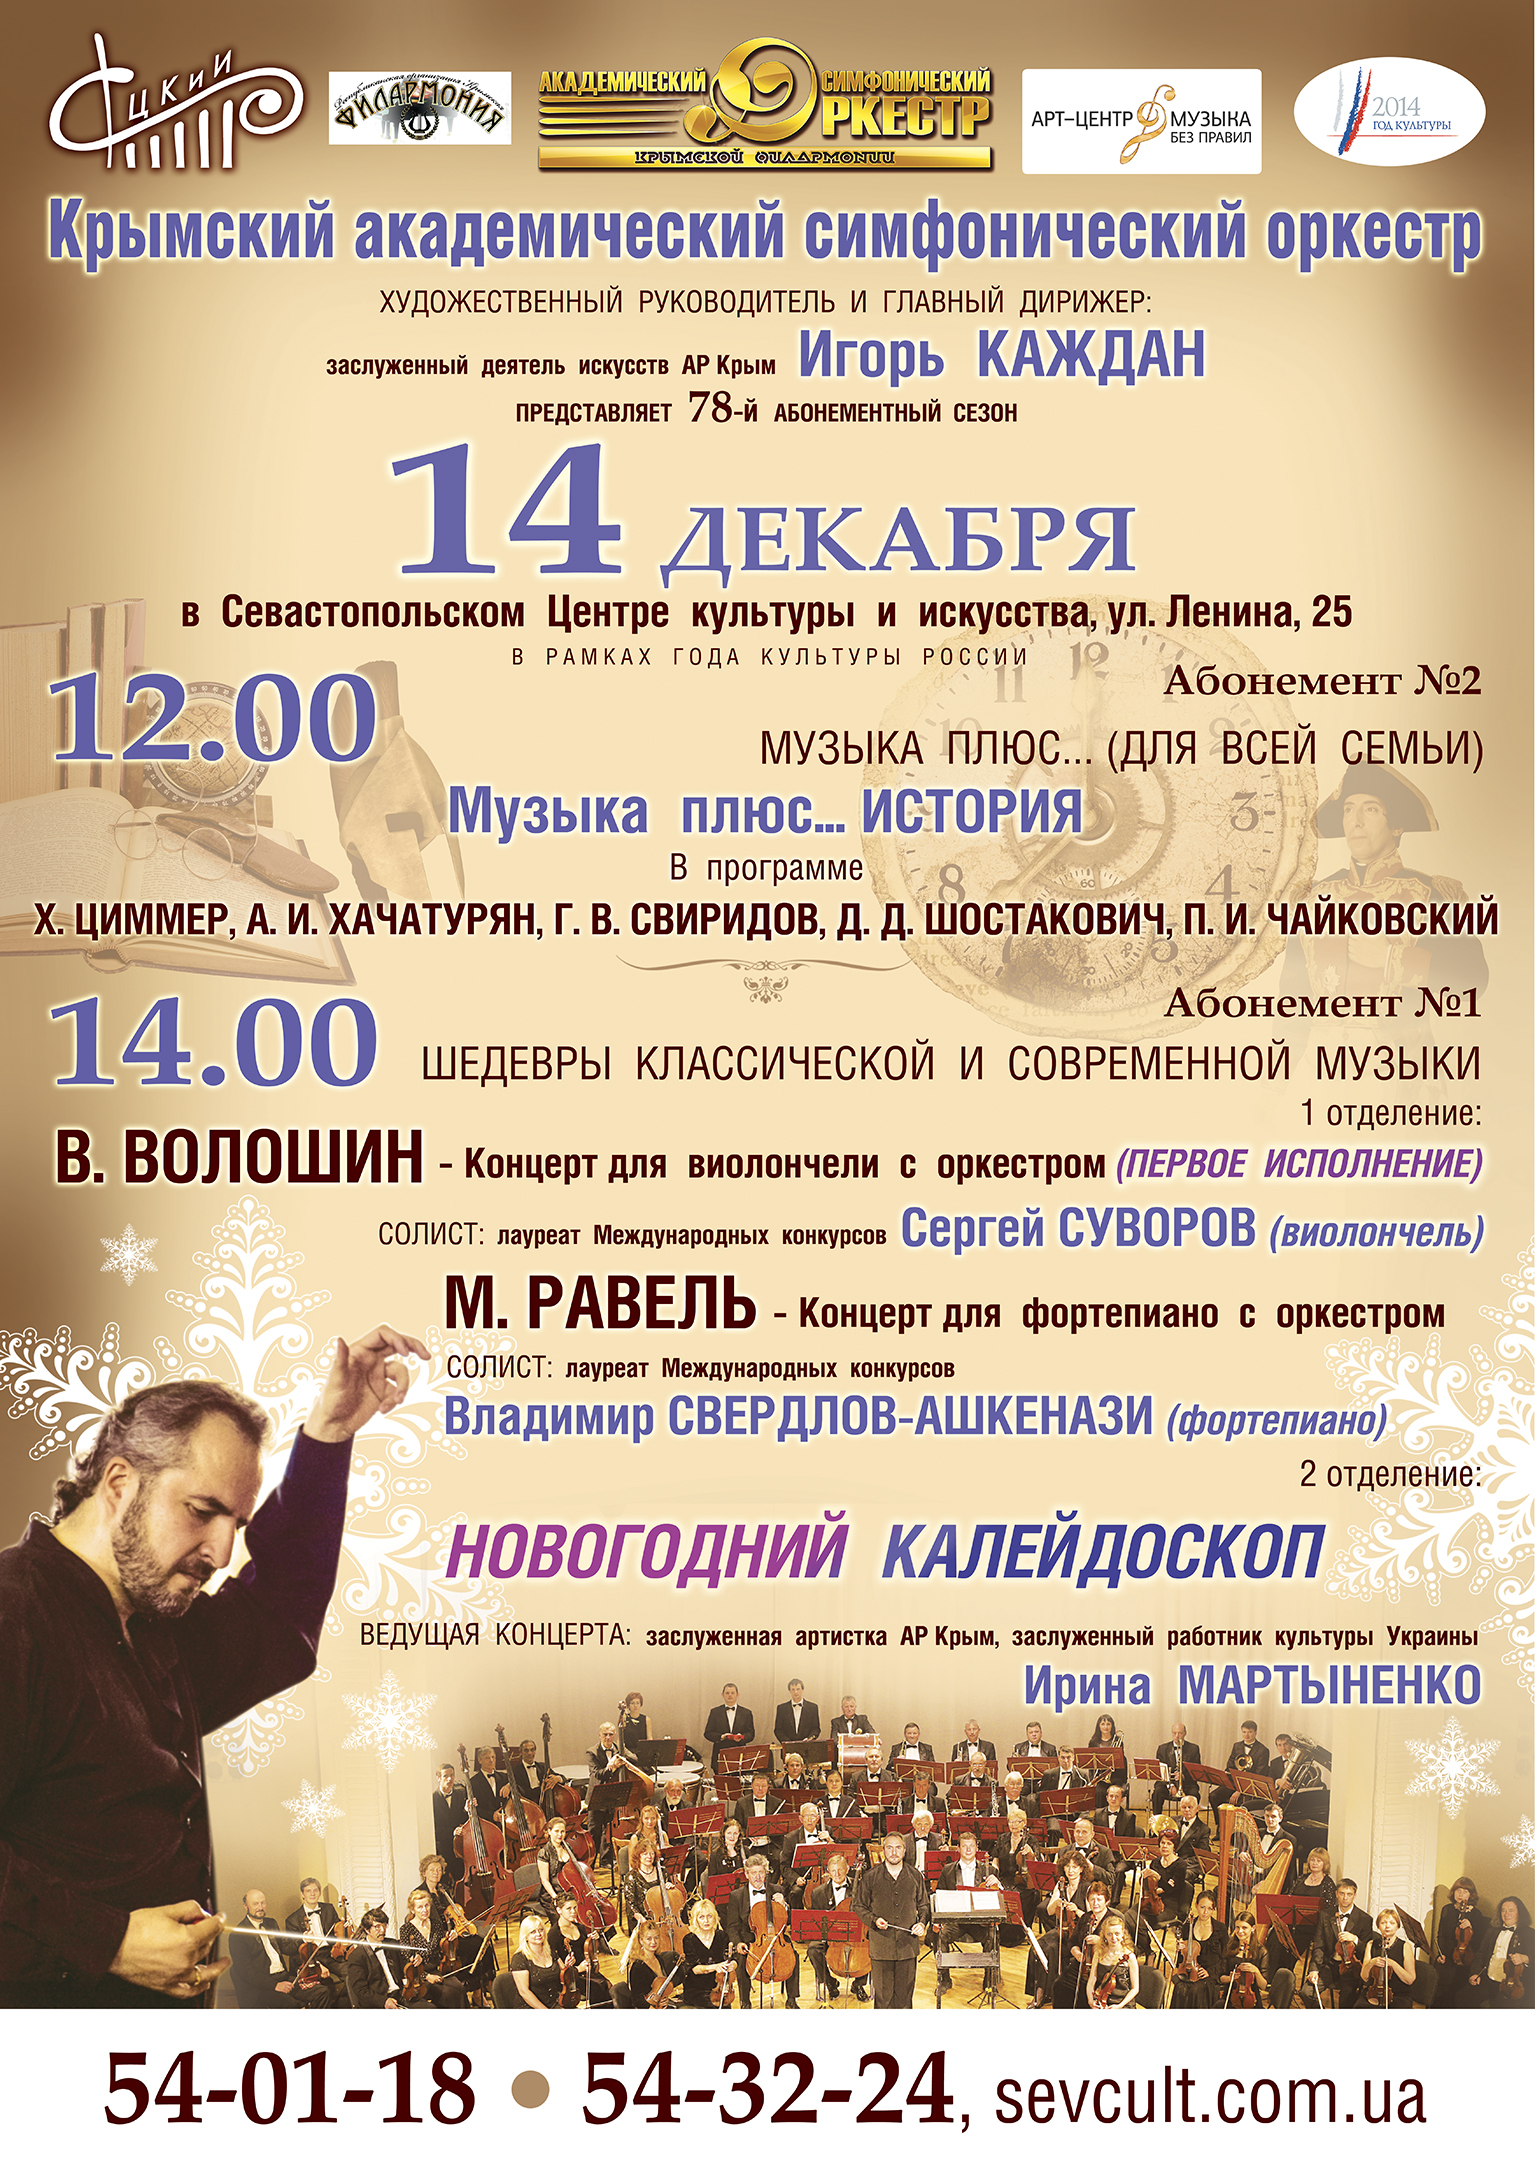 ЦКИИ
Республиканская организация "Крымская
ФИЛАРМОНИЯ
АКАДЕМИЧЕСКИЙ СИМФОНИЧЕСКИЙ
ОРКЕСТР
КРЫМСКОЙ ФИЛАРМОНИИ
АРТ-ЦЕНТР МУЗЫКА
БЕЗ ПРАВИЛ
2014
ГОД КУЛЬТУРЫ
Крымский академический симфонический оркестр
ХУДОЖЕСТВЕННЫЙ РУКОВОДИТЕЛЬ И ГЛАВНЫЙ ДИРИЖЕР:
заслуженный деятель искусств АР Крым Игорь КАЖДАН
ПРЕДСТАВЛЯЕТ 78-Й АБОНЕМЕНТНЫЙ СЕЗОН
14 ДЕКАБРЯ
в Севастопольском Центре культуры и искусства, ул. Ленина, 25
В РАМКАХ ГОДА КУЛЬТУРЫ РОССИИ
12.00
Абонемент №2
МУЗЫКА ПЛЮС... (ДЛЯ ВСЕЙ СЕМЬИ)
Музыка плюс... ИСТОРИЯ
В программе
Х. ЦИММЕР, А. И. ХАЧАТУРЯН, Г. В. СВИРИДОВ, Д. Д. ШОСТАКОВИЧ, П. И. ЧАЙКОВСКИЙ
14.00
Абонемент №1
ШЕДЕВРЫ КЛАССИЧЕСКОЙ И СОВРЕМЕННОЙ МУЗЫКИ
1 отделение:
В. ВОЛОШИН - Концерт для виолончели с оркестром (ПЕРВОЕ ИСПОЛНЕНИЕ)
СОЛИСТ: лауреат Международных конкурсов Сергей СУВОРОВ (виолончель)
М. РАВЕЛЬ - Концерт для фортепиано с оркестром
СОЛИСТ: лауреат Международных конкурсов
Владимир СВЕРДЛОВ-АШКЕНАЗИ (фортепиано)
2 отделение:
НОВОГОДНИЙ КАЛЕЙДОСКОП
ВЕДУЩАЯ КОНЦЕРТА: заслуженная артистка АР Крым, заслуженный работник культуры Украины
Ирина МАРТЫНЕНКО
54-01-18 • 54-32-24, sevcult.com.ua